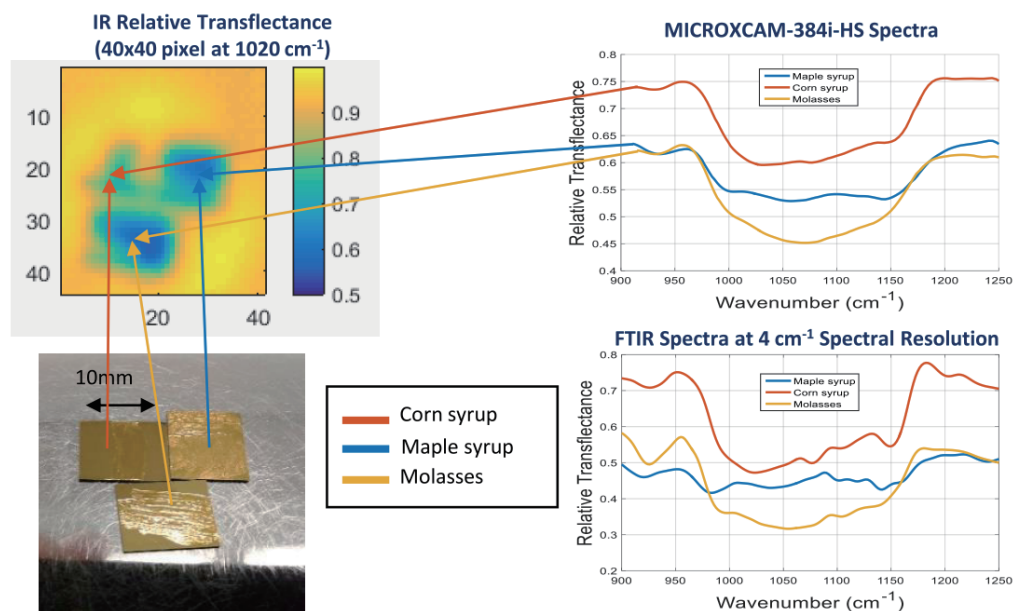 IR Relative Transflectance
(40x40 pixel at 1020 cm⁻¹)
10
20
30
40
20
40
0.9
0.8
0.7
0.6
0.5
10mm
Corn syrup
Maple syrup
Molasses
MICROXCAM-384i-HS Spectra
Relative Transflectance
0.8
0.75
0.7
0.65
0.6
0.55
0.5
0.45
0.4
Maple syrup
Corn syrup
Molasses
900
950
1000
1050
1100
1150
1200
1250
Wavenumber (cm⁻¹)
FTIR Spectra at 4 cm⁻¹ Spectral Resolution
Relative Transflectance
0.8
0.7
0.6
0.5
0.4
0.3
0.2
Maple syrup
Corn syrup
Molasses
900
950
1000
1050
1100
1150
1200
1250
Wavenumber (cm⁻¹)